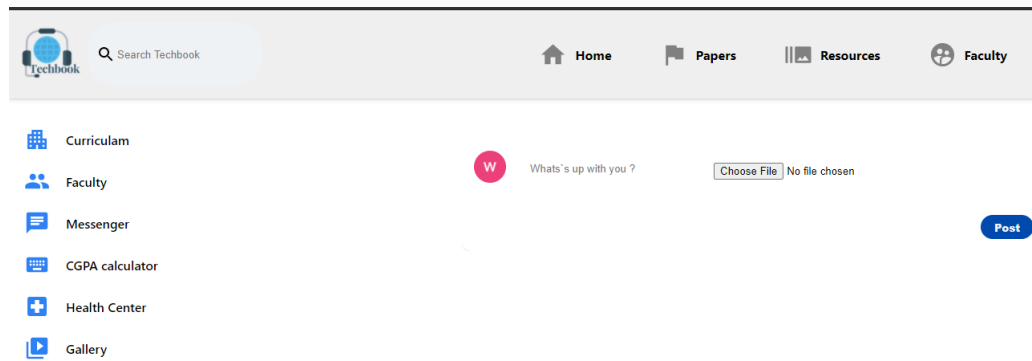 Techbook
Search Techbook
Home
Papers
Resources
Faculty
Curriculam
Faculty
Messenger
CGPA calculator
Health Center
Gallery
W
Whats`s up with you ?
Choose File No file chosen
Post